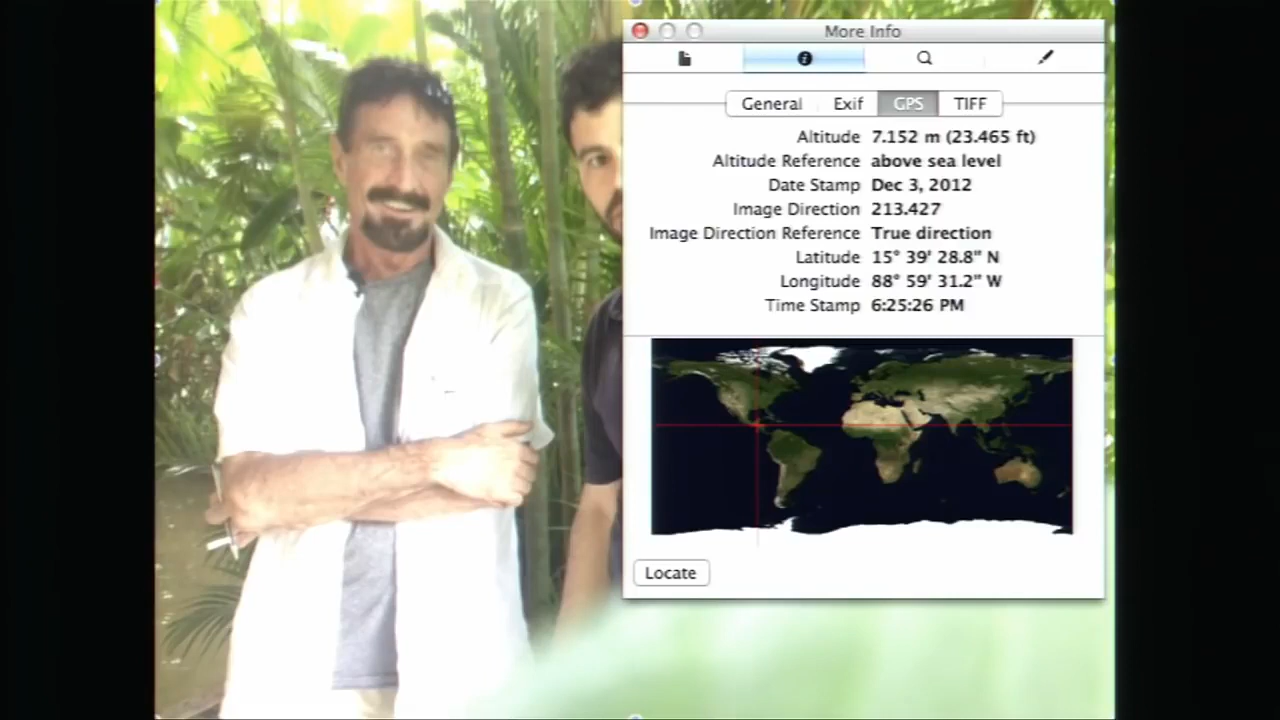 More Info
General Exif GPS TIFF
Altitude 7.152 m (23.465 ft)
Altitude Reference above sea level
Date Stamp Dec 3, 2012
Image Direction 213.427
Image Direction Reference True direction
Latitude 15° 39' 28.8" N
Longitude 88° 59' 31.2" W
Time Stamp 6:25:26 PM
Locate